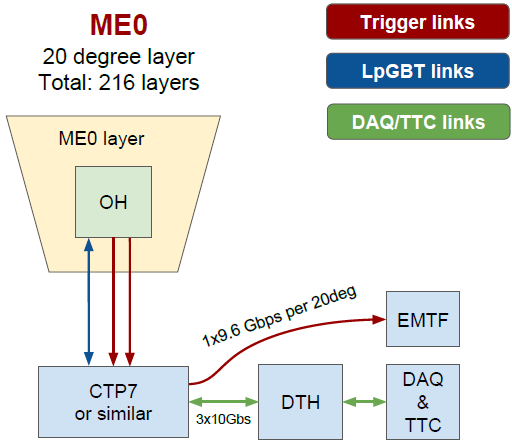 ME0
20 degree layer
Total: 216 layers
Trigger links
LpGBT links
DAQ/TTC links
ME0 layer
OH
1x9.6 Gbps per 20deg
EMTF
CTP7
or similar
3x10Gbs
DTH
DAQ
&
TTC